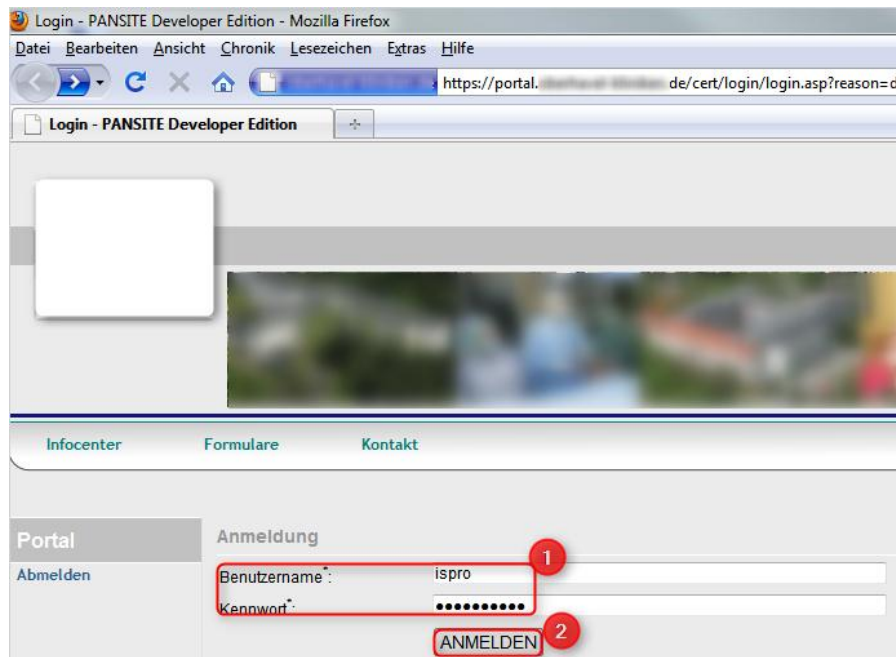 Login - PANSITE Developer Edition - Mozilla Firefox
Datei Bearbeiten Ansicht Chronik Lesezeichen Extras Hilfe
https://portal. de/cert/login/login.asp?reason=d
Login - PANSITE Developer Edition
Infocenter Formulare Kontakt
Portal Anmeldung
Abmelden
Benutzername*: ispro 1
Kennwort*: ••••••••••
ANMELDEN 2